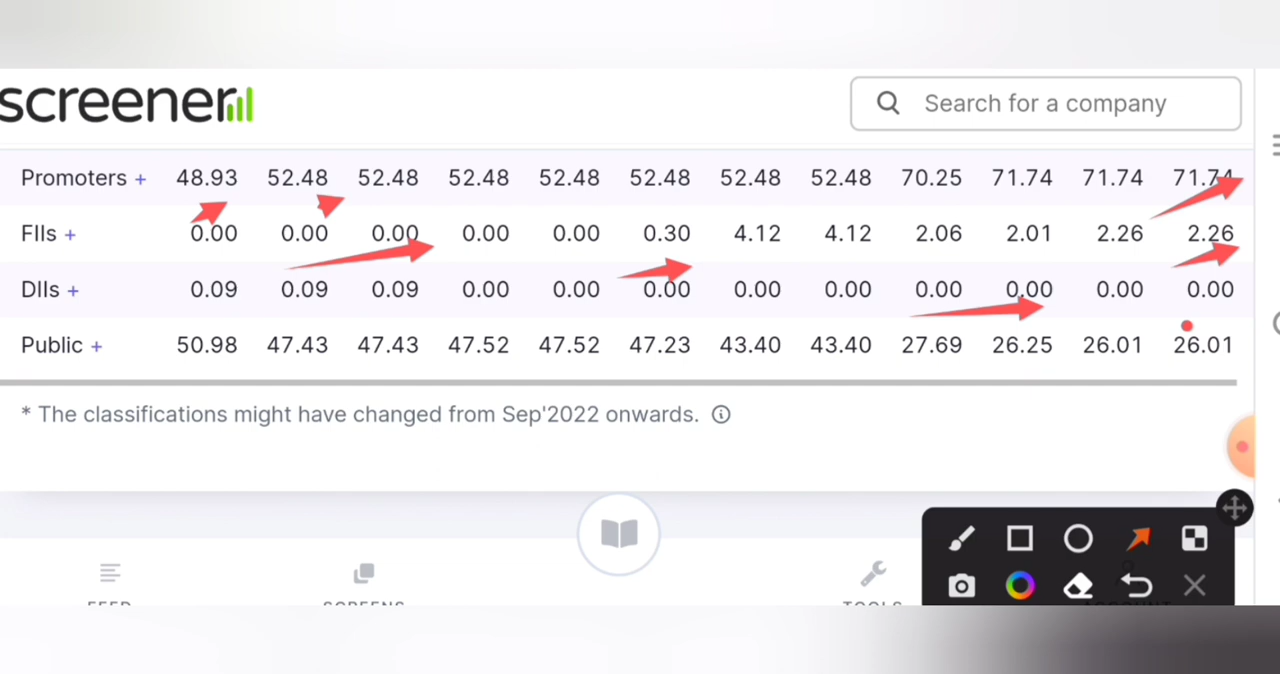 screener
Search for a company
Promoters + 48.93 52.48 52.48 52.48 52.48 52.48 52.48 52.48 70.25 71.74 71.74 71.74
FIIs + 0.00 0.00 0.00 0.00 0.00 0.30 4.12 4.12 2.06 2.01 2.26 2.26
DIIs + 0.09 0.09 0.09 0.00 0.00 0.00 0.00 0.00 0.00 0.00 0.00 0.00
Public + 50.98 47.43 47.43 47.52 47.52 47.23 43.40 43.40 27.69 26.25 26.01 26.01
* The classifications might have changed from Sep'2022 onwards.
FEED SCREENS TOOLS ACCOUNT